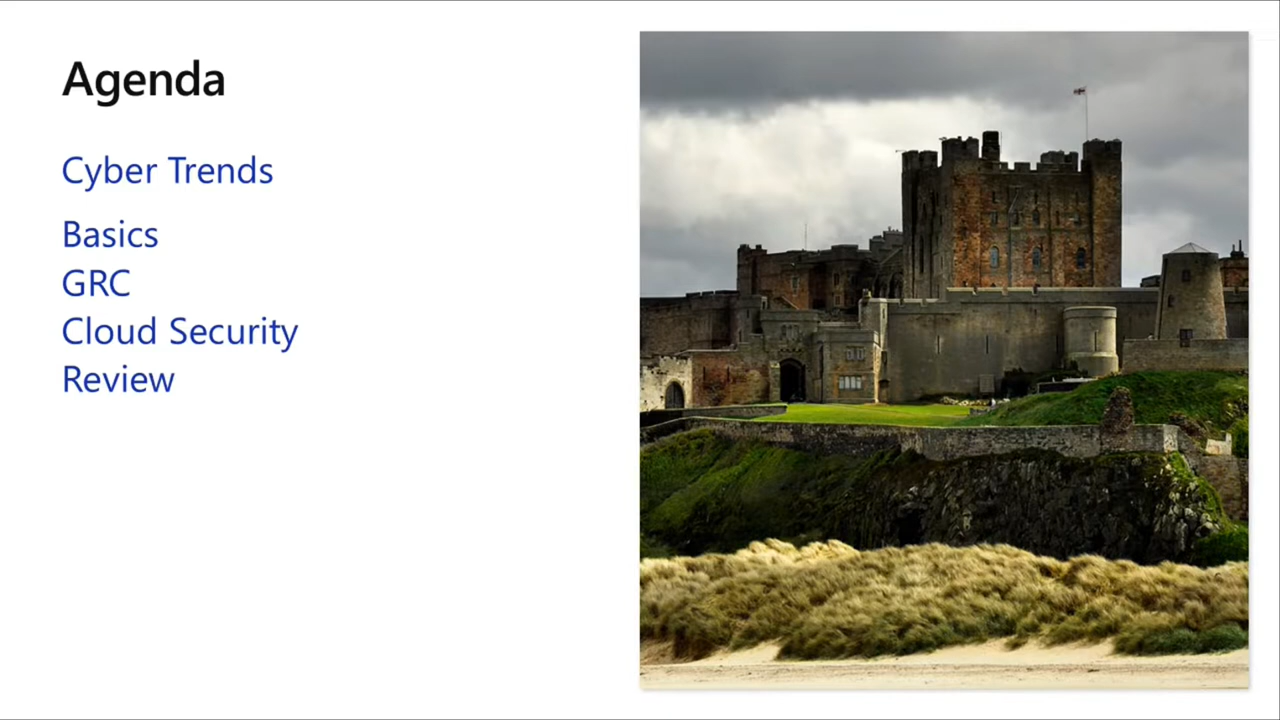 Agenda
Cyber Trends
Basics
GRC
Cloud Security
Review